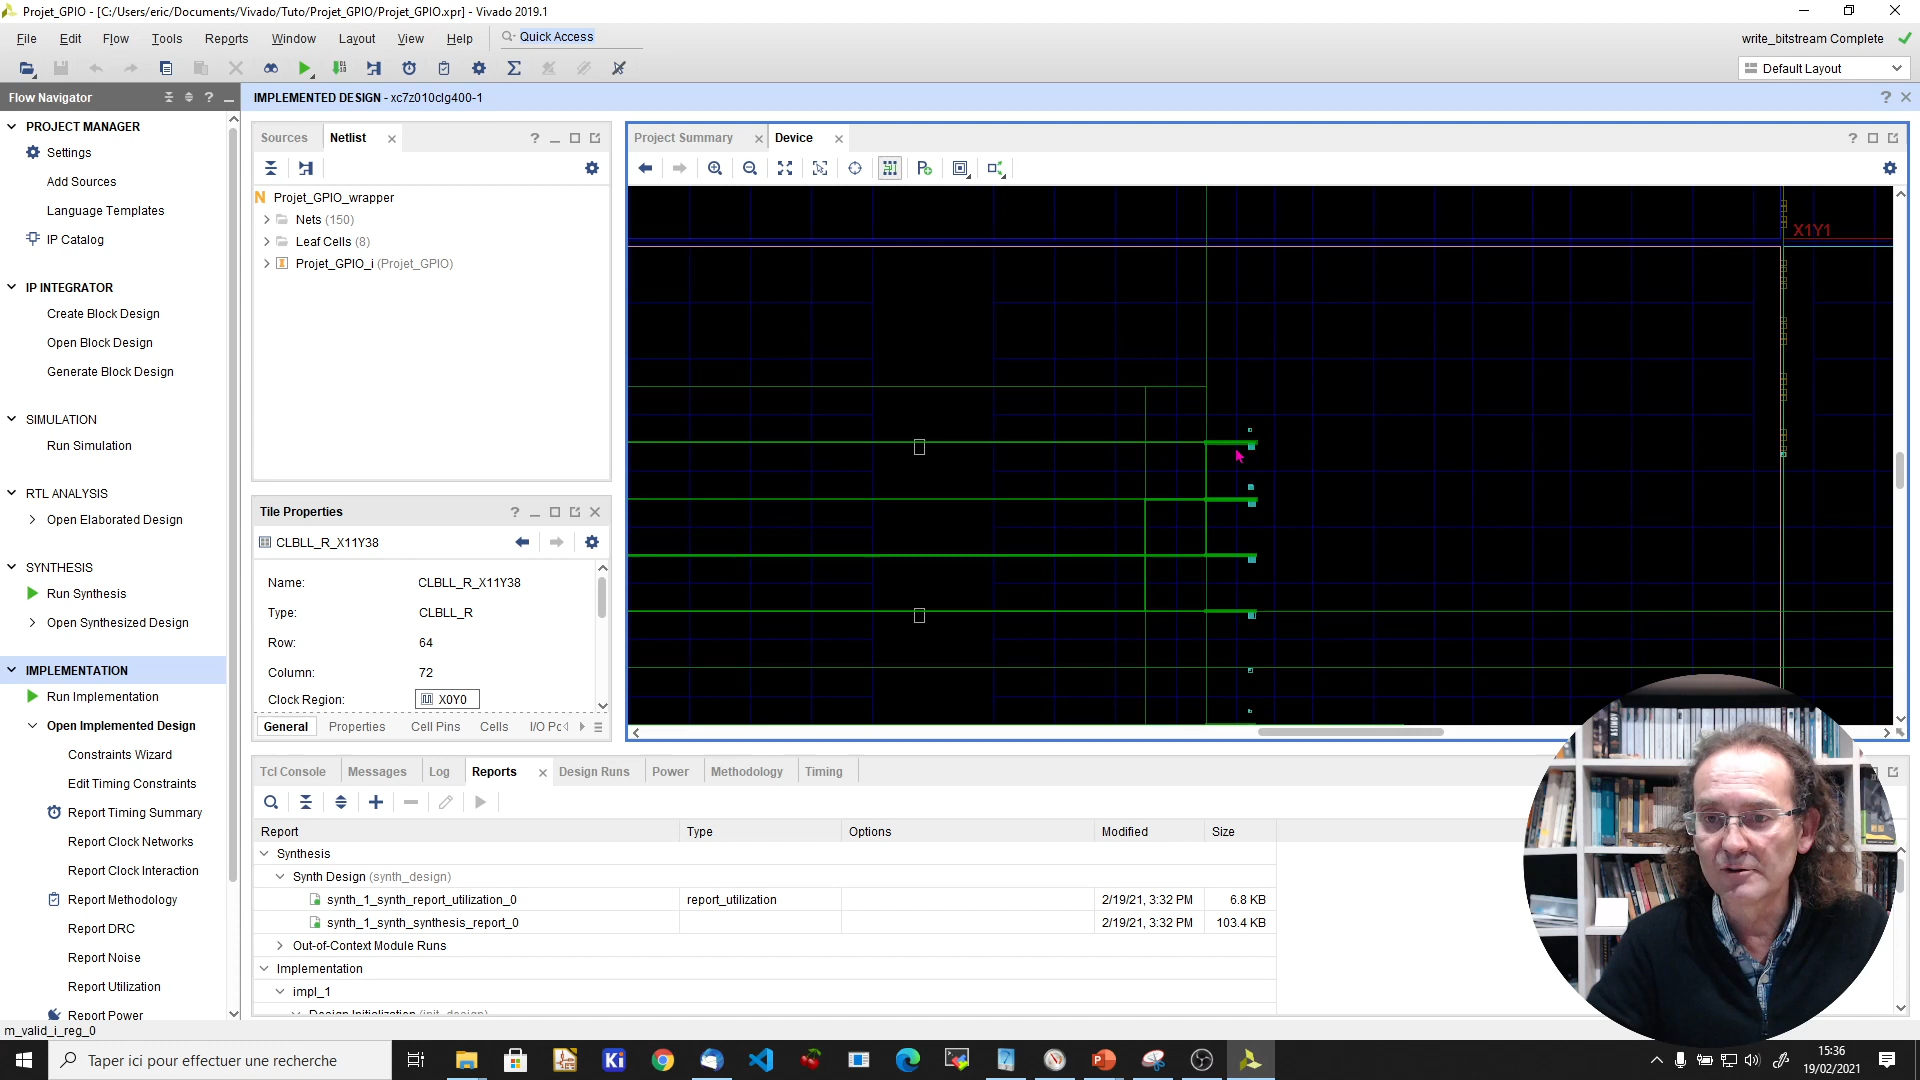 Projet_GPIO - [C:/Users/eric/Documents/Vivado/Tuto/Projet_GPIO/Projet_GPIO.xpr] - Vivado 2019.1
File Edit Flow Tools Reports Window Layout View Help Quick Access
write_bitstream Complete
Default Layout
Flow Navigator
IMPLEMENTED DESIGN - xc7z010clg400-1
PROJECT MANAGER
Settings
Add Sources
Language Templates
IP Catalog
IP INTEGRATOR
Create Block Design
Open Block Design
Generate Block Design
SIMULATION
Run Simulation
RTL ANALYSIS
Open Elaborated Design
SYNTHESIS
Run Synthesis
Open Synthesized Design
IMPLEMENTATION
Run Implementation
Open Implemented Design
Constraints Wizard
Edit Timing Constraints
Report Timing Summary
Report Clock Networks
Report Clock Interaction
Report Methodology
Report DRC
Report Noise
Report Utilization
Report Power
Sources Netlist
Projet_GPIO_wrapper
Nets (150)
Leaf Cells (8)
Projet_GPIO_i (Projet_GPIO)
Tile Properties
CLBLL_R_X11Y38
Name: CLBLL_R_X11Y38
Type: CLBLL_R
Row: 64
Column: 72
Clock Region: X0Y0
General Properties Cell Pins Cells I/O Po
Project Summary Device
X1Y1
Tcl Console Messages Log Reports Design Runs Power Methodology Timing
Report Type Options Modified Size
Synthesis
Synth Design (synth_design)
synth_1_synth_report_utilization_0 report_utilization 2/19/21, 3:32 PM 6.8 KB
synth_1_synth_synthesis_report_0 2/19/21, 3:32 PM 103.4 KB
Out-of-Context Module Runs
Implementation
impl_1
Design Initialization (init_design)
m_valid_i_reg_0
Taper ici pour effectuer une recherche
Ki
15:36
19/02/2021